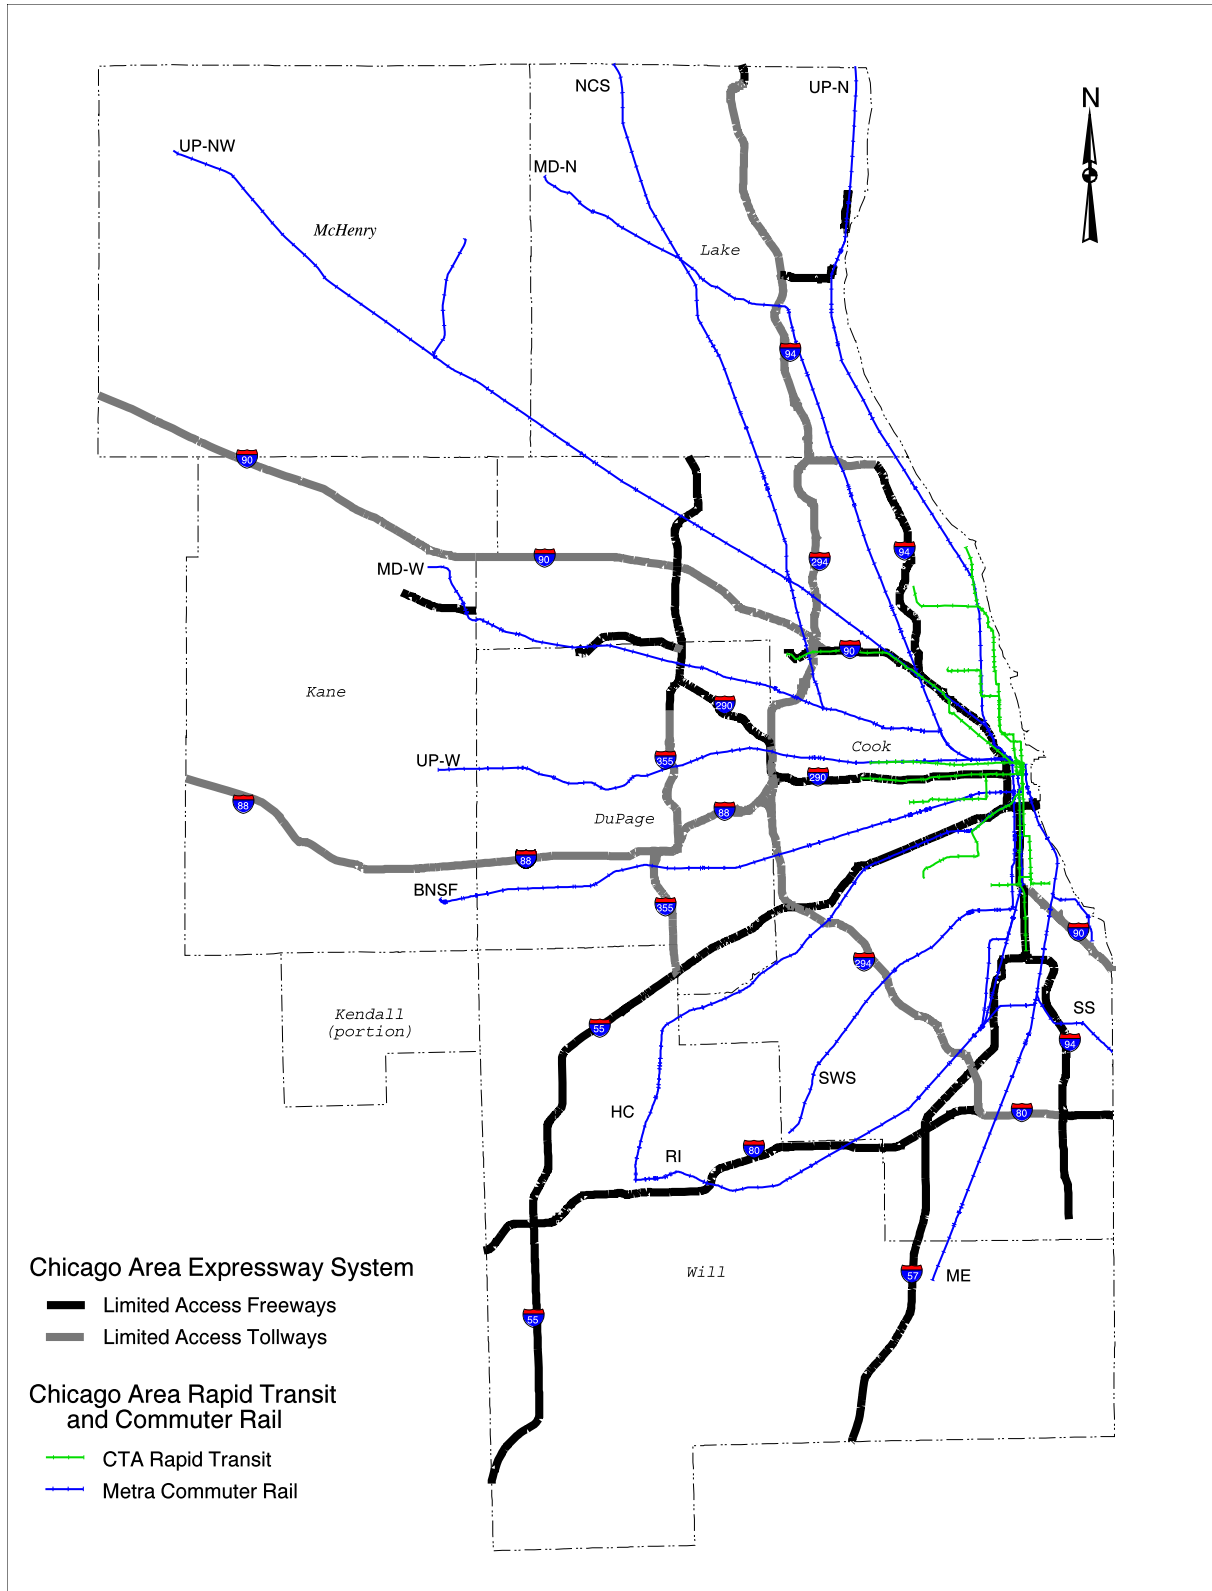 NCS
UP-N
N
UP-NW
MD-N
McHenry
Lake
94
90
94
90
294
MD-W
90
Kane
290
Cook
UP-W
355
290
88
88
DuPage
88
BNSF
355
90
294
SS
Kendall
(portion)
55
94
SWS
HC
80
80
RI
Will
57
ME
55
Chicago Area Expressway System
Limited Access Freeways
Limited Access Tollways
Chicago Area Rapid Transit
and Commuter Rail
CTA Rapid Transit
Metra Commuter Rail